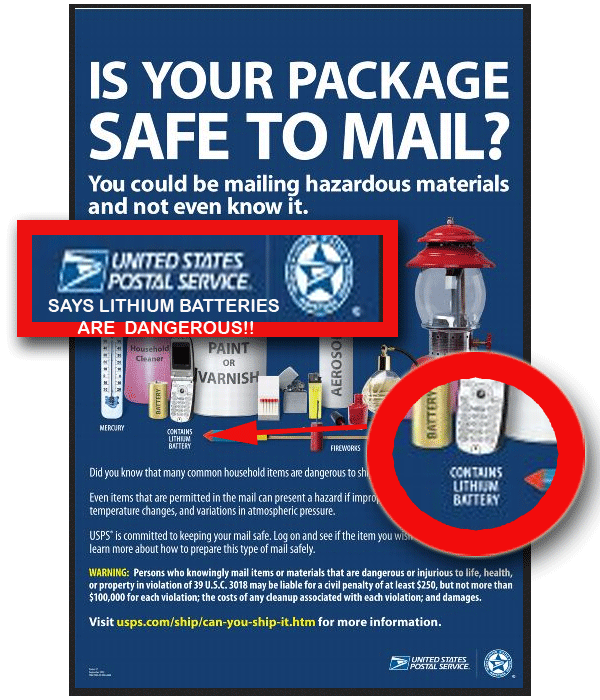 IS YOUR PACKAGE
SAFE TO MAIL?
You could be mailing hazardous materials
and not even know it.
UNITED STATES
POSTAL SERVICE
SAYS LITHIUM BATTERIES
ARE DANGEROUS!!
Household
Cleaner
PAINT
OR
VARNISH
AEROSO
BATTERY
MERCURY
CONTAINS
LITHIUM
BATTERY
FIREWORKS
BATTERY
CONTAINS
LITHIUM
BATTERY
Did you know that many common household items are dangerous to sh
Even items that are permitted in the mail can present a hazard if improp
temperature changes, and variations in atmospheric pressure.
USPS® is committed to keeping your mail safe. Log on and see if the item you wis
learn more about how to prepare this type of mail safely.
WARNING: Persons who knowingly mail items or materials that are dangerous or injurious to life, health,
or property in violation of 39 U.S.C. 3018 may be liable for a civil penalty of at least $250, but not more than
$100,000 for each violation; the costs of any cleanup associated with each violation; and damages.
Visit usps.com/ship/can-you-ship-it.htm for more information.
UNITED STATES
POSTAL SERVICE